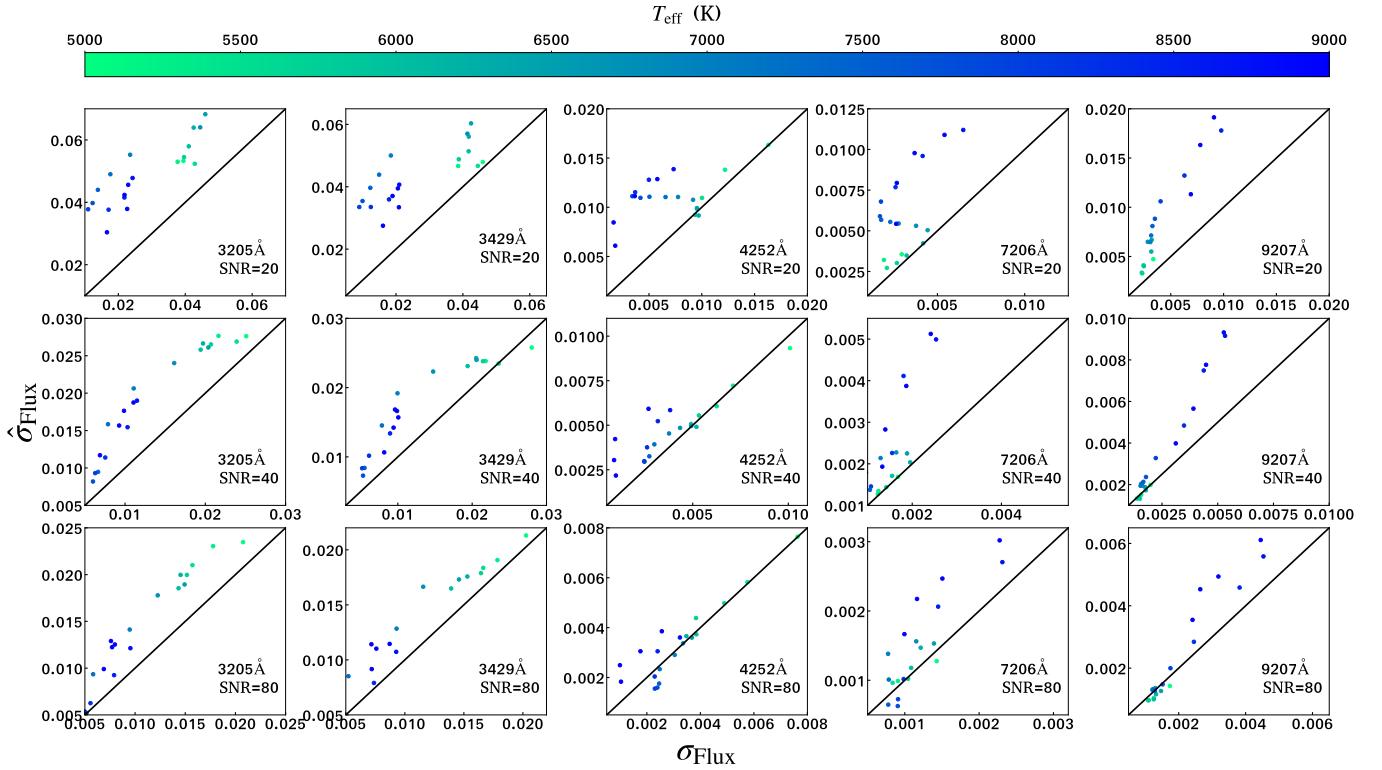 T_eff (K)
5000 5500 6000 6500 7000 7500 8000 8500 9000
0.06 0.04 0.02
3205Å
SNR=20
0.02 0.04 0.06
0.06 0.04 0.02
3429Å
SNR=20
0.02 0.04 0.06
0.020 0.015 0.010 0.005
4252Å
SNR=20
0.005 0.010 0.015 0.020
0.0125 0.0100 0.0075 0.0050 0.0025
7206Å
SNR=20
0.005 0.010
0.020 0.015 0.010 0.005
9207Å
SNR=20
0.005 0.010 0.015 0.020
σ̂_Flux
0.030 0.025 0.020 0.015 0.010 0.005
3205Å
SNR=40
0.01 0.02 0.03
0.03 0.02 0.01
3429Å
SNR=40
0.01 0.02 0.03
0.0100 0.0075 0.0050 0.0025
4252Å
SNR=40
0.005 0.010
0.005 0.004 0.003 0.002 0.001
7206Å
SNR=40
0.002 0.004
0.010 0.008 0.006 0.004 0.002
9207Å
SNR=40
0.0025 0.0050 0.0075 0.0100
0.025 0.020 0.015 0.010 0.005
3205Å
SNR=80
0.005 0.010 0.015 0.020 0.025
0.020 0.015 0.010 0.005
3429Å
SNR=80
0.005 0.010 0.015 0.020
0.008 0.006 0.004 0.002
4252Å
SNR=80
0.002 0.004 0.006 0.008
0.003 0.002 0.001
7206Å
SNR=80
0.001 0.002 0.003
0.006 0.004 0.002
9207Å
SNR=80
0.002 0.004 0.006
σ_Flux